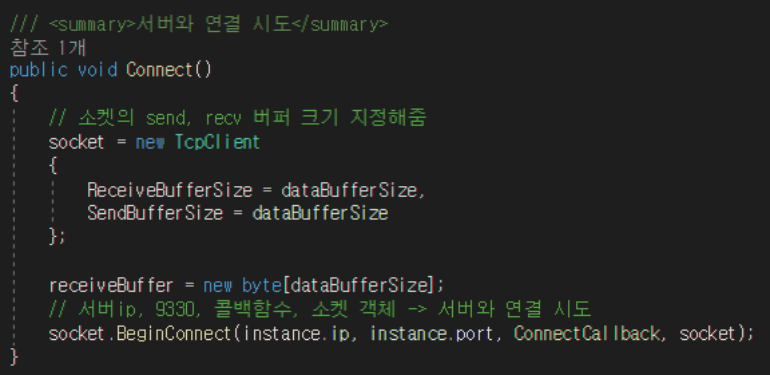 /// <summary>서버와 연결 시도</summary>
참조 1개
public void Connect()
{
// 소켓의 send, recv 버퍼 크기 지정해줌
socket = new TcpClient
{
ReceiveBufferSize = dataBufferSize,
SendBufferSize = dataBufferSize
};
receiveBuffer = new byte[dataBufferSize];
// 서버ip, 9330, 콜백함수, 소켓 객체 -> 서버와 연결 시도
socket.BeginConnect(instance.ip, instance.port, ConnectCallback, socket);
}